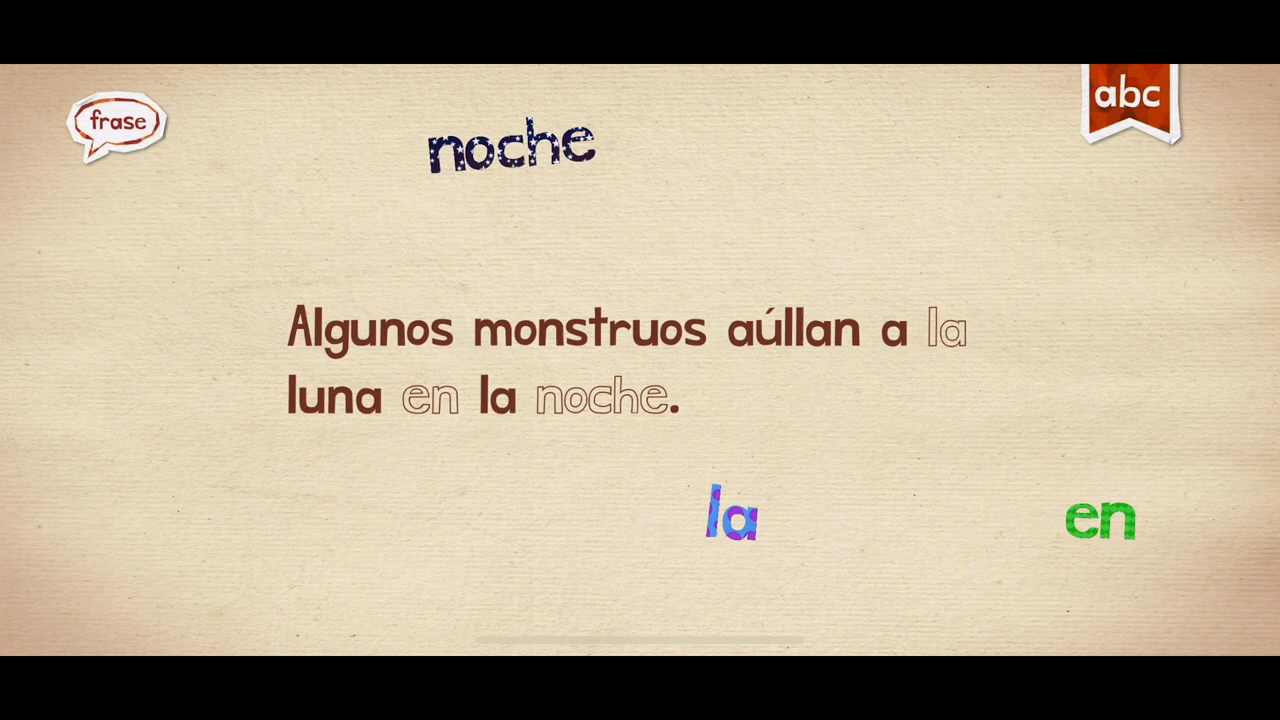 frase
abc
noche
Algunos monstruos aúllan a la
luna en la noche.
la
en